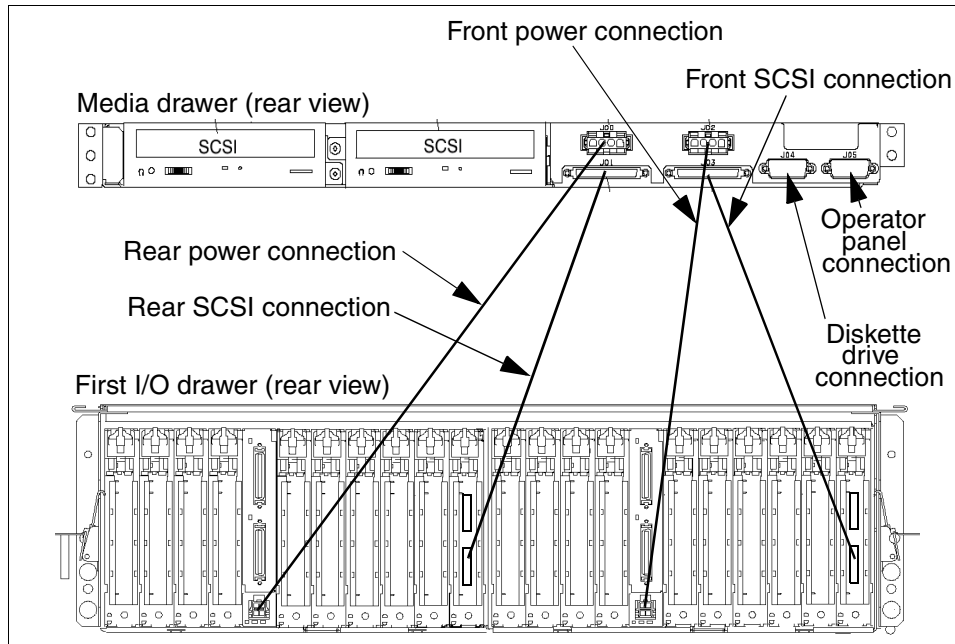 Front power connection
Front SCSI connection
Media drawer (rear view)
SCSI
SCSI
J00
J02
J01
J03
J04
J05
Operator
panel
connection
Rear power connection
Rear SCSI connection
Diskette
drive
connection
First I/O drawer (rear view)